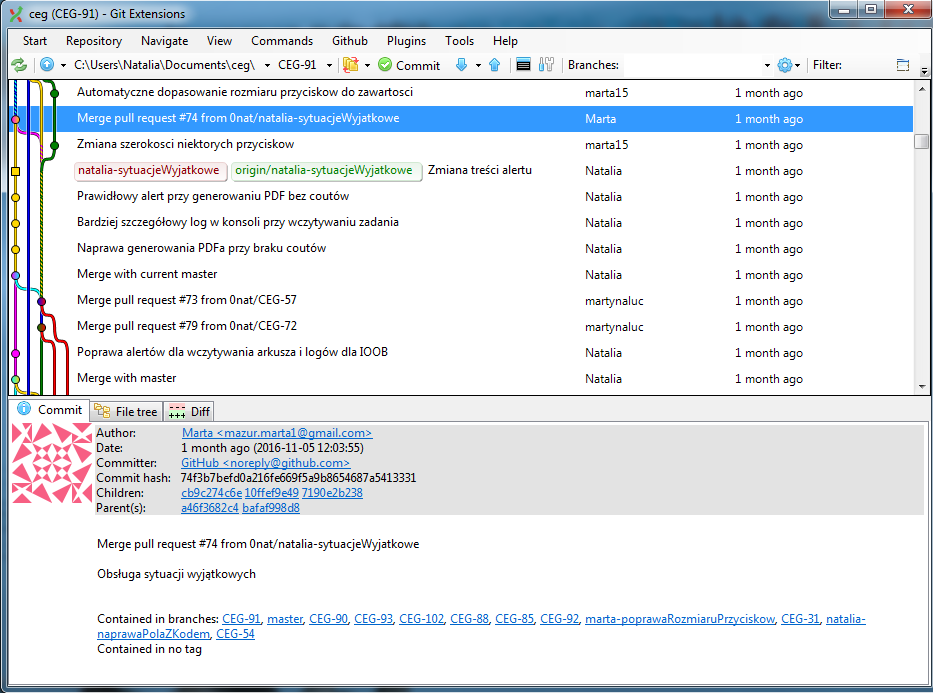 ceg (CEG-91) - Git Extensions
Start Repository Navigate View Commands Github Plugins Tools Help
C:\Users\Natalia\Documents\ceg\ CEG-91 Commit Branches: Filter:
Automatyczne dopasowanie rozmiaru przyciskow do zawartosci marta15 1 month ago
Merge pull request #74 from 0nat/natalia-sytuacjeWyjatkowe Marta 1 month ago
Zmiana szerokosci niektorych przyciskow marta15 1 month ago
natalia-sytuacjeWyjatkowe origin/natalia-sytuacjeWyjatkowe Zmiana treści alertu Natalia 1 month ago
Prawidłowy alert przy generowaniu PDF bez coutów Natalia 1 month ago
Bardziej szczegółowy log w konsoli przy wczytywaniu zadania Natalia 1 month ago
Naprawa generowania PDFa przy braku coutów Natalia 1 month ago
Merge with current master Natalia 1 month ago
Merge pull request #73 from 0nat/CEG-57 martynaluc 1 month ago
Merge pull request #79 from 0nat/CEG-72 martynaluc 1 month ago
Poprawa alertów dla wczytywania arkusza i logów dla IOOB Natalia 1 month ago
Merge with master Natalia 1 month ago
Commit File tree Diff
Author: Marta <mazur.marta1@gmail.com>
Date: 1 month ago (2016-11-05 12:03:55)
Committer: GitHub <noreply@github.com>
Commit hash: 74f3b7befd0a216fe669f5a9b8654687a5413331
Children: cb9c274c6e 10ffef9e49 7190e2b238
Parent(s): a46f3682c4 bafaf998d8
Merge pull request #74 from 0nat/natalia-sytuacjeWyjatkowe
Obsługa sytuacji wyjątkowych
Contained in branches: CEG-91, master, CEG-90, CEG-93, CEG-102, CEG-88, CEG-85, CEG-92, marta-poprawaRozmiaruPrzyciskow, CEG-31, natalia-
naprawaPolaZKodem, CEG-54
Contained in no tag